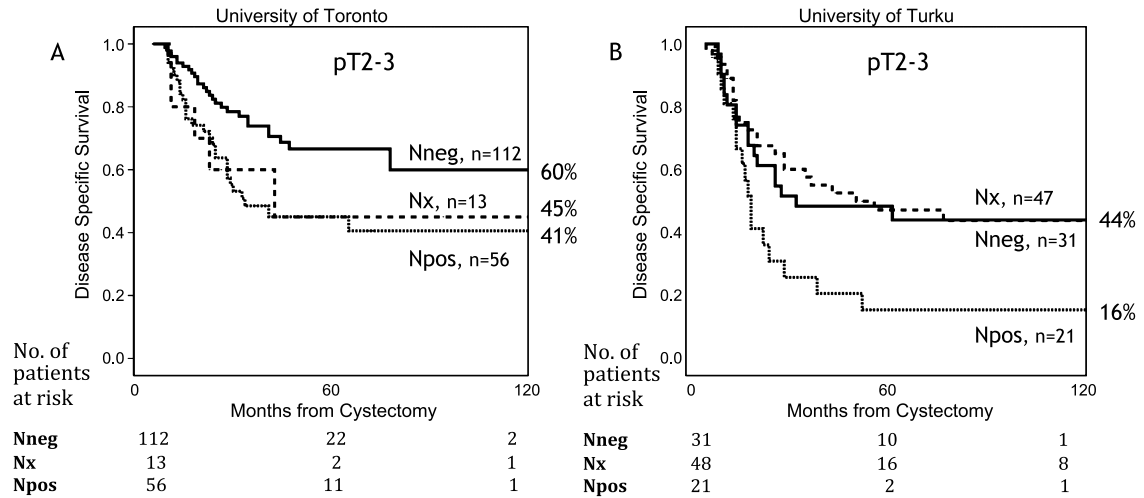 University of Toronto
A
pT2-3
Disease Specific Survival
1.0
0.8
0.6
0.4
0.2
0.0
Nneg, n=112
60%
Nx, n=13
45%
41%
Npos, n=56
0
60
120
Months from Cystectomy
No. of
patients
at risk
Nneg 112 22 2
Nx 13 2 1
Npos 56 11 1
University of Turku
B
pT2-3
Disease Specific Survival
1.0
0.8
0.6
0.4
0.2
0.0
Nx, n=47
44%
Nneg, n=31
16%
Npos, n=21
0
60
120
Months from Cystectomy
No. of
patients
at risk
Nneg 31 10 1
Nx 48 16 8
Npos 21 2 1